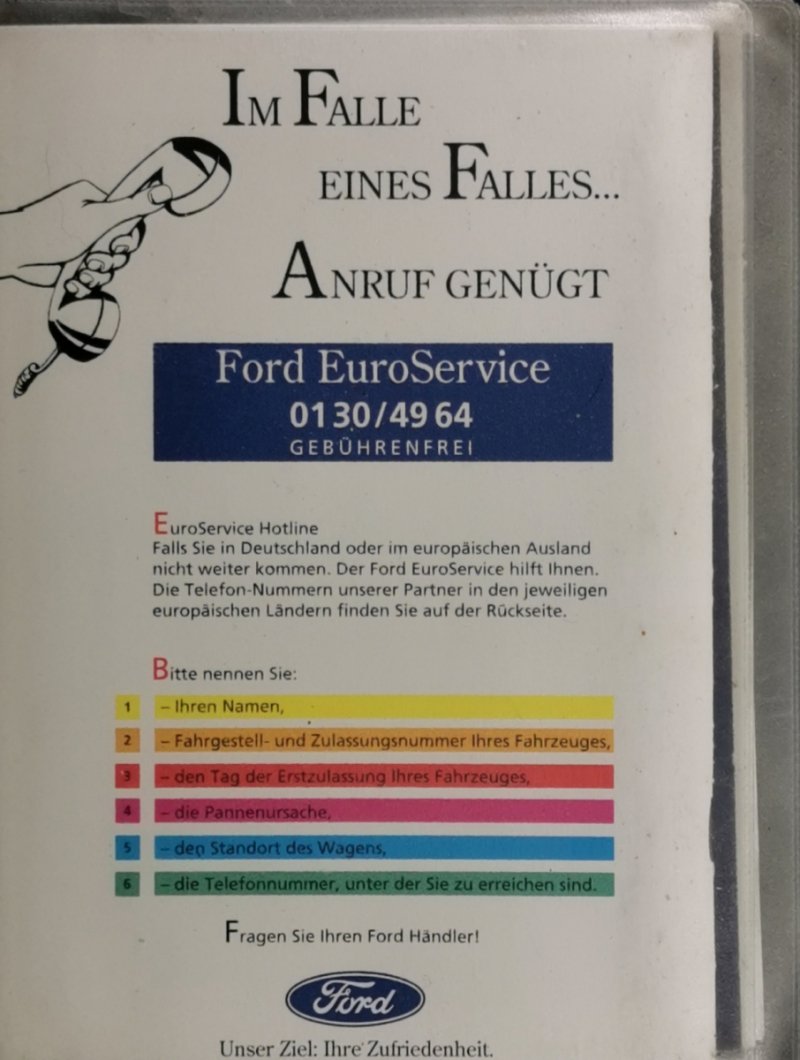 IM FALLE
EINES FALLES...
ANRUF GENÜGT
Ford EuroService
01 30/49 64
GEBÜHRENFREI
EuroService Hotline
Falls Sie in Deutschland oder im europäischen Ausland
nicht weiter kommen. Der Ford EuroService hilft Ihnen.
Die Telefon-Nummern unserer Partner in den jeweiligen
europäischen Ländern finden Sie auf der Rückseite.
Bitte nennen Sie:
1 – Ihren Namen,
2 – Fahrgestell- und Zulassungsnummer Ihres Fahrzeuges,
3 – den Tag der Erstzulassung Ihres Fahrzeuges,
4 – die Pannenursache,
5 – den Standort des Wagens,
6 – die Telefonnummer, unter der Sie zu erreichen sind.
Fragen Sie Ihren Ford Händler!
Ford
Unser Ziel: Ihre Zufriedenheit.